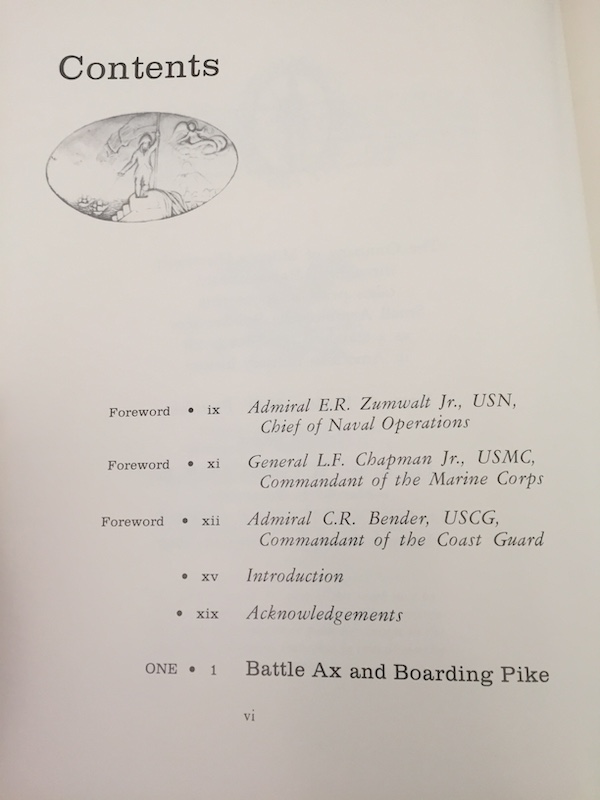 Contents
Foreword • ix Admiral E.R. Zumwalt Jr., USN,
Chief of Naval Operations
Foreword • xi General L.F. Chapman Jr., USMC,
Commandant of the Marine Corps
Foreword • xii Admiral C.R. Bender, USCG,
Commandant of the Coast Guard
• xv Introduction
• xix Acknowledgements
ONE • 1 Battle Ax and Boarding Pike
vi